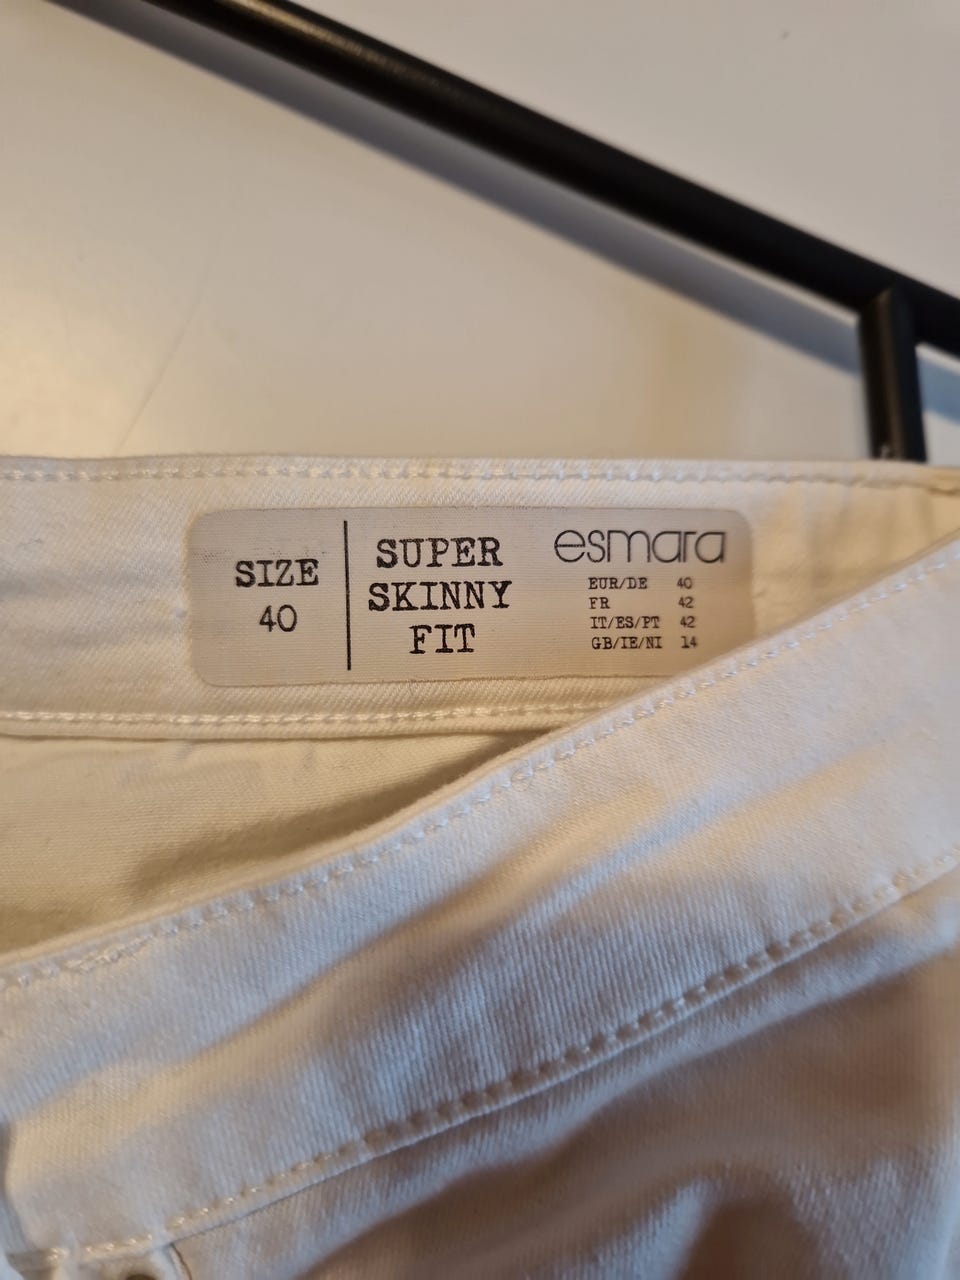 SIZE
40
SUPER
SKINNY
FIT
esmara
EUR/DE 40
FR 42
IT/ES/PT 42
GB/IE/NI 14